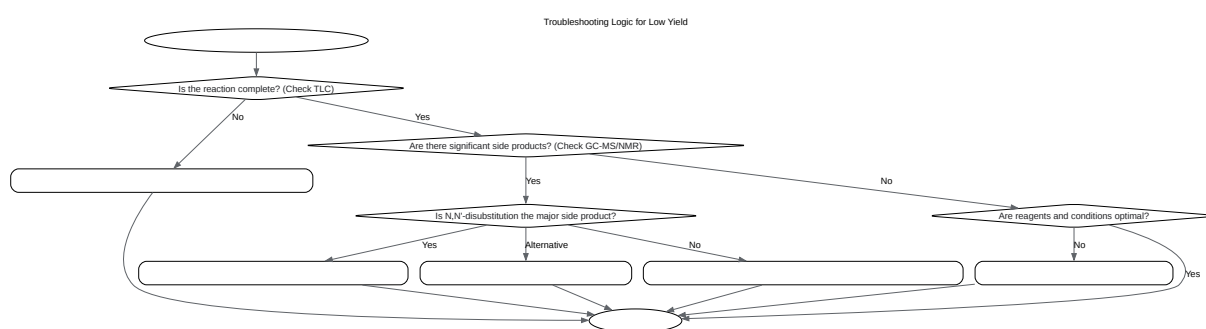 Troubleshooting Logic for Low Yield
Is the reaction complete? (Check TLC)
No
Yes
Are there significant side products? (Check GC-MS/NMR)
Yes
No
Is N,N'-disubstitution the major side product?
Are reagents and conditions optimal?
Yes
Alternative
No
No
Yes